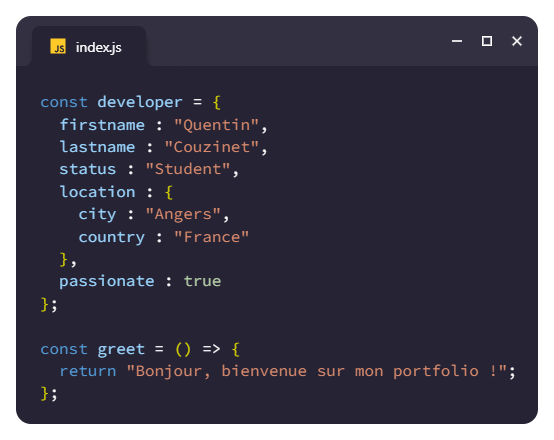 JS index.js
const developer = {
  firstname : "Quentin",
  lastname : "Couzinet",
  status : "Student",
  location : {
    city : "Angers",
    country : "France"
  },
  passionate : true
};

const greet = () => {
  return "Bonjour, bienvenue sur mon portfolio !";
};